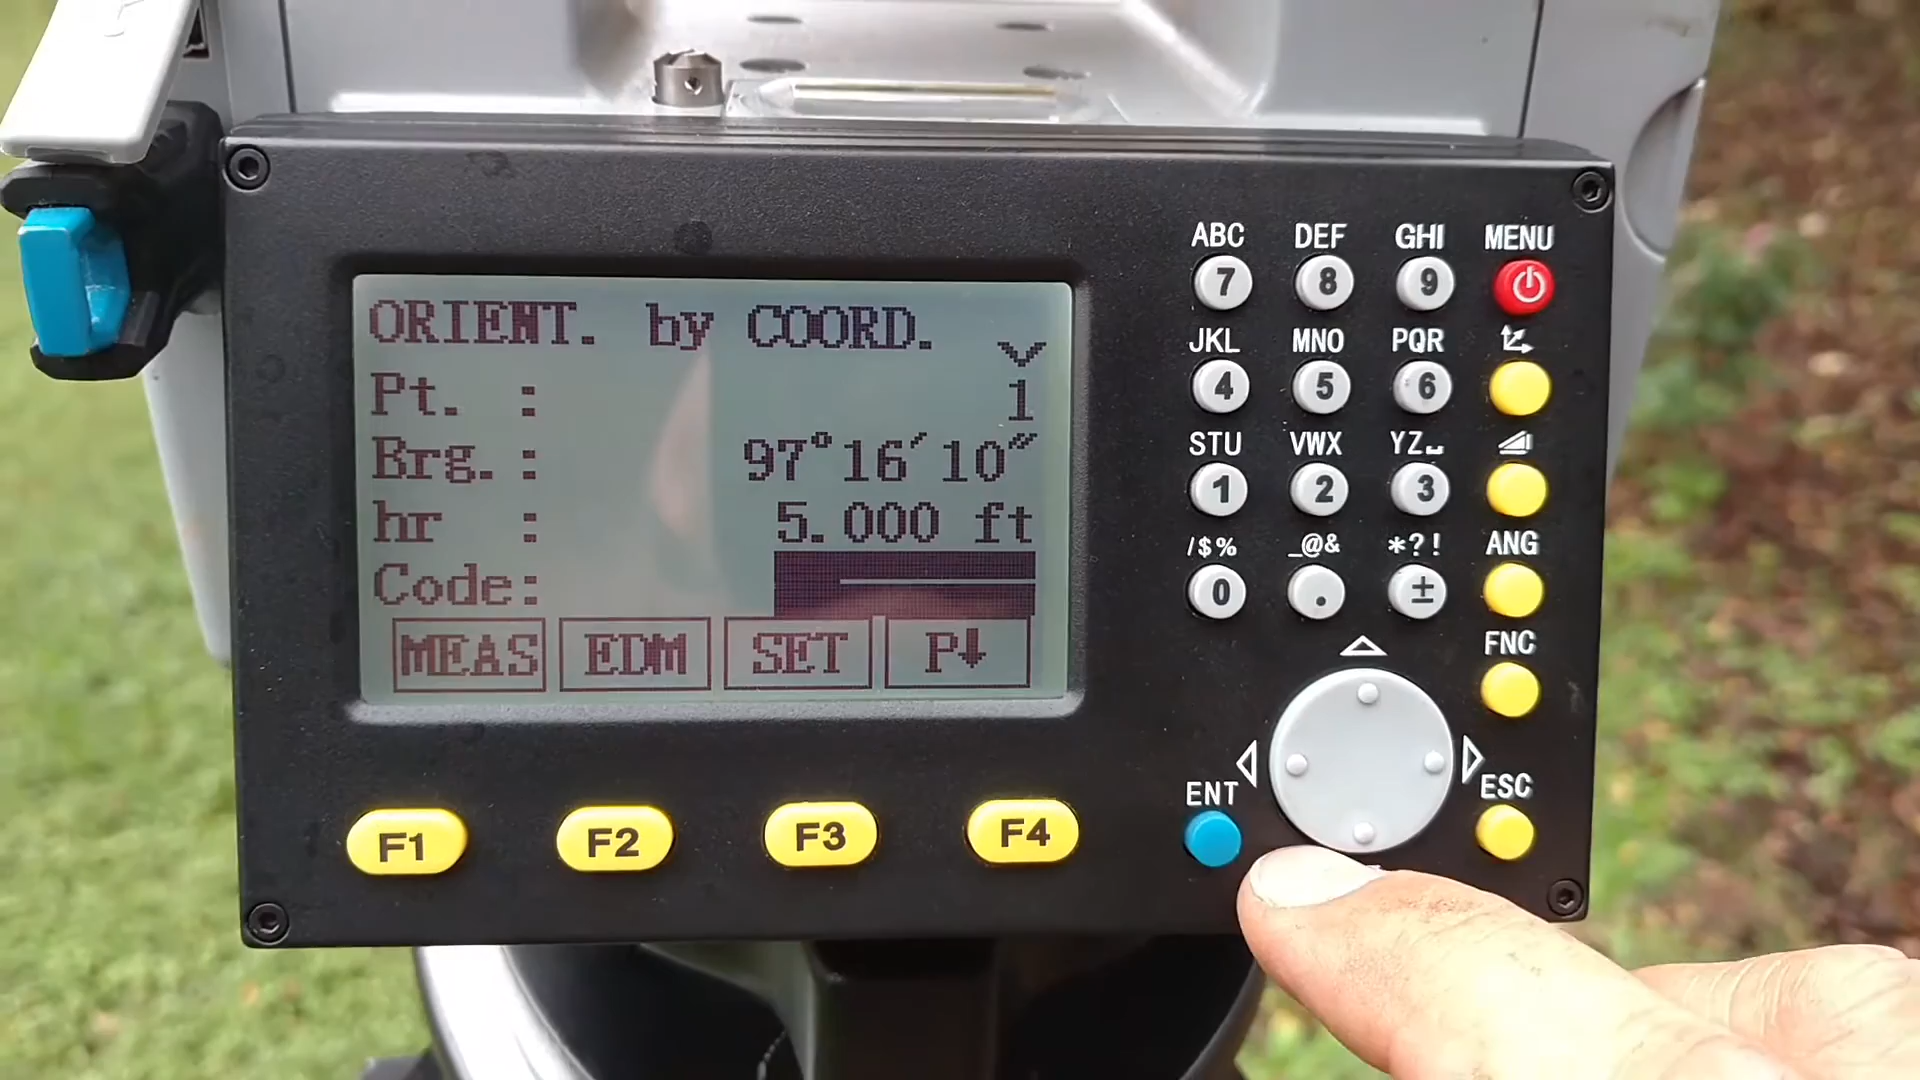 ORIENT. by COORD.
Pt. : 1
Brg. : 97°16′10″
hr : 5.000 ft
Code:
MEAS EDM SET P↓
F1 F2 F3 F4
ABC DEF GHI MENU
7 8 9
JKL MNO PQR
4 5 6
STU VWX YZ␣
1 2 3
/$% _@& *?! ANG
0 . ±
FNC
ENT
ESC